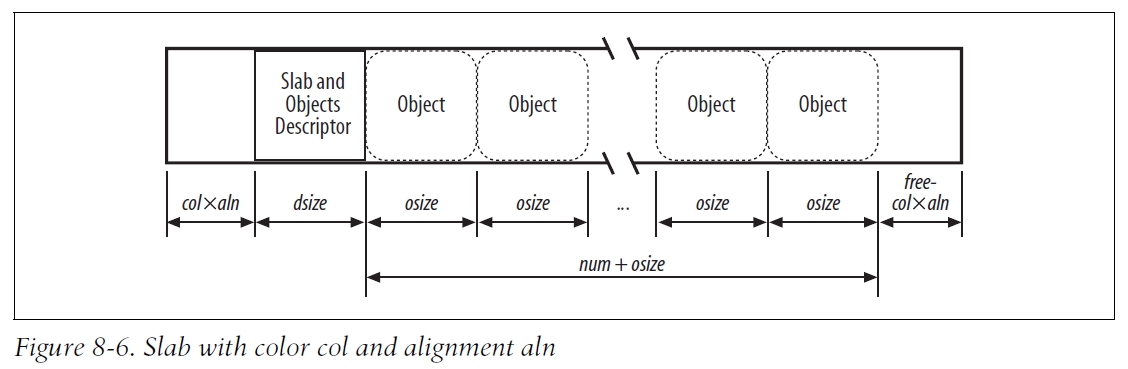 Slab and
Objects
Descriptor
Object
Object
Object
Object
col×aln
dsize
osize
osize
...
osize
osize
free-
col×aln
num + osize
Figure 8-6. Slab with color col and alignment aln